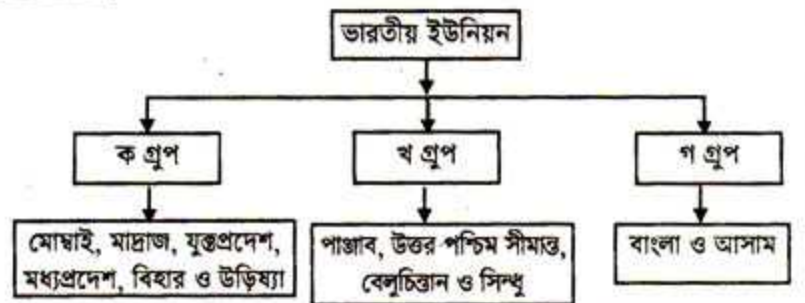 ভারতীয় ইউনিয়ন
ক গ্রুপ
খ গ্রুপ
গ গ্রুপ
মোম্বাই, মাদ্রাজ, যুক্তপ্রদেশ,
মধ্যপ্রদেশ, বিহার ও উড়িষ্যা
পাঞ্জাব, উত্তর পশ্চিম সীমান্ত,
বেলুচিস্তান ও সিন্ধু
বাংলা ও আসাম